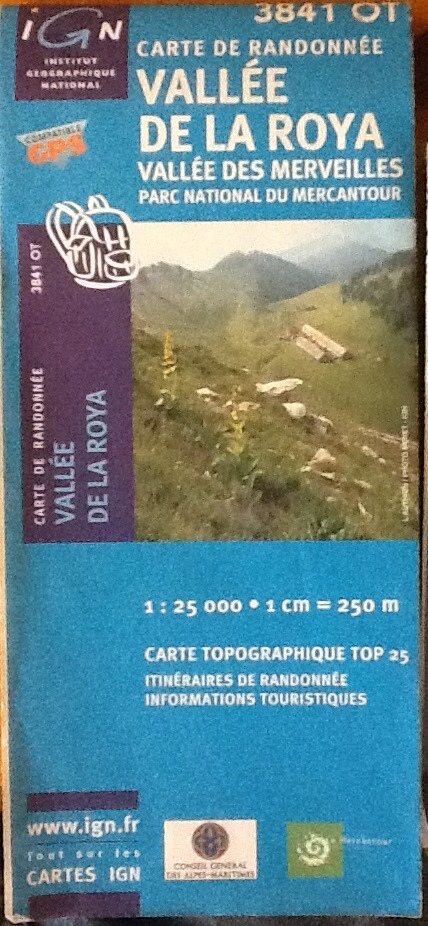 3841 OT
iGN
INSTITUT
GEOGRAPHIQUE
NATIONAL
CARTE DE RANDONNÉE
VALLÉE
DE LA ROYA
VALLÉE DES MERVEILLES
PARC NATIONAL DU MERCANTOUR
COMPATIBLE
GPS
3841 OT
CARTE DE RANDONNÉE
VALLÉE
DE LA ROYA
1 : 25 000 • 1 cm = 250 m
CARTE TOPOGRAPHIQUE TOP 25
ITINÉRAIRES DE RANDONNÉE
INFORMATIONS TOURISTIQUES
www.ign.fr
Tout sur les
CARTES IGN
CONSEIL GENERAL
DES ALPES-MARITIMES
Mercantour